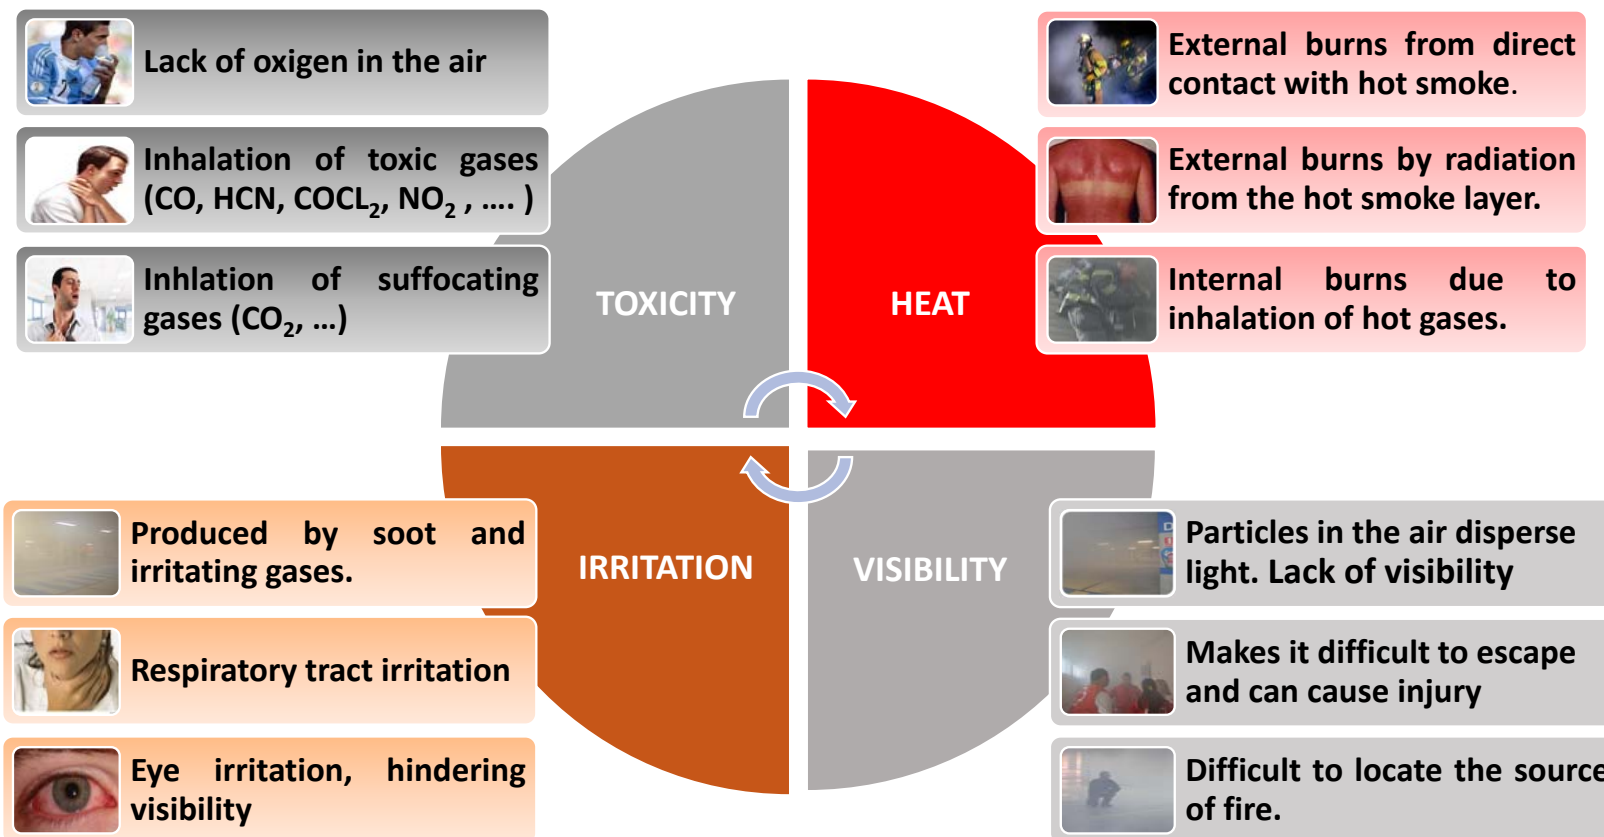 Lack of oxigen in the air
Inhalation of toxic gases
(CO, HCN, COCL₂, NO₂ , .... )
Inhlation of suffocating
gases (CO₂, ...)
TOXICITY
HEAT
External burns from direct
contact with hot smoke.
External burns by radiation
from the hot smoke layer.
Internal burns due to
inhalation of hot gases.
Produced by soot and
irritating gases.
Respiratory tract irritation
Eye irritation, hindering
visibility
IRRITATION
VISIBILITY
Particles in the air disperse
light. Lack of visibility
Makes it difficult to escape
and can cause injury
Difficult to locate the source
of fire.